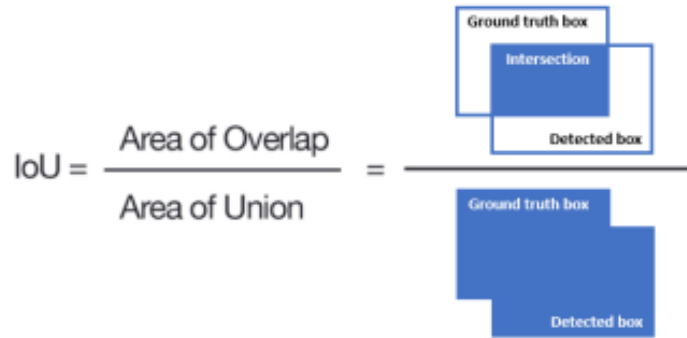 Ground truth box
Intersection
Detected box
IoU = Area of Overlap =
Area of Union
Ground truth box
Detected box